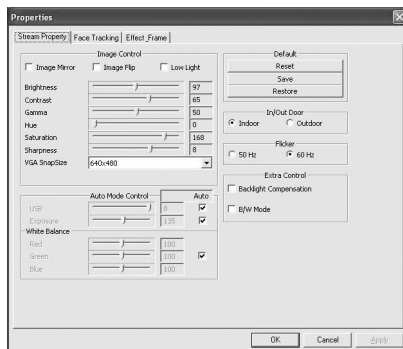 Properties
Stream Property Face Tracking Effect_Frame
Image Control
Image Mirror Image Flip Low Light
Brightness 97
Contrast 65
Gamma 50
Hue 0
Saturation 168
Sharpness 8
VGA SnapSize 640x480
Auto Mode Control Auto
USB 8
Exposure 135
White Balance
Red 100
Green 100
Blue 100
Default
Reset
Save
Restore
In/Out Door
Indoor Outdoor
Flicker
50 Hz 60 Hz
Extra Control
Backlight Compensation
B/W Mode
OK Cancel Apply